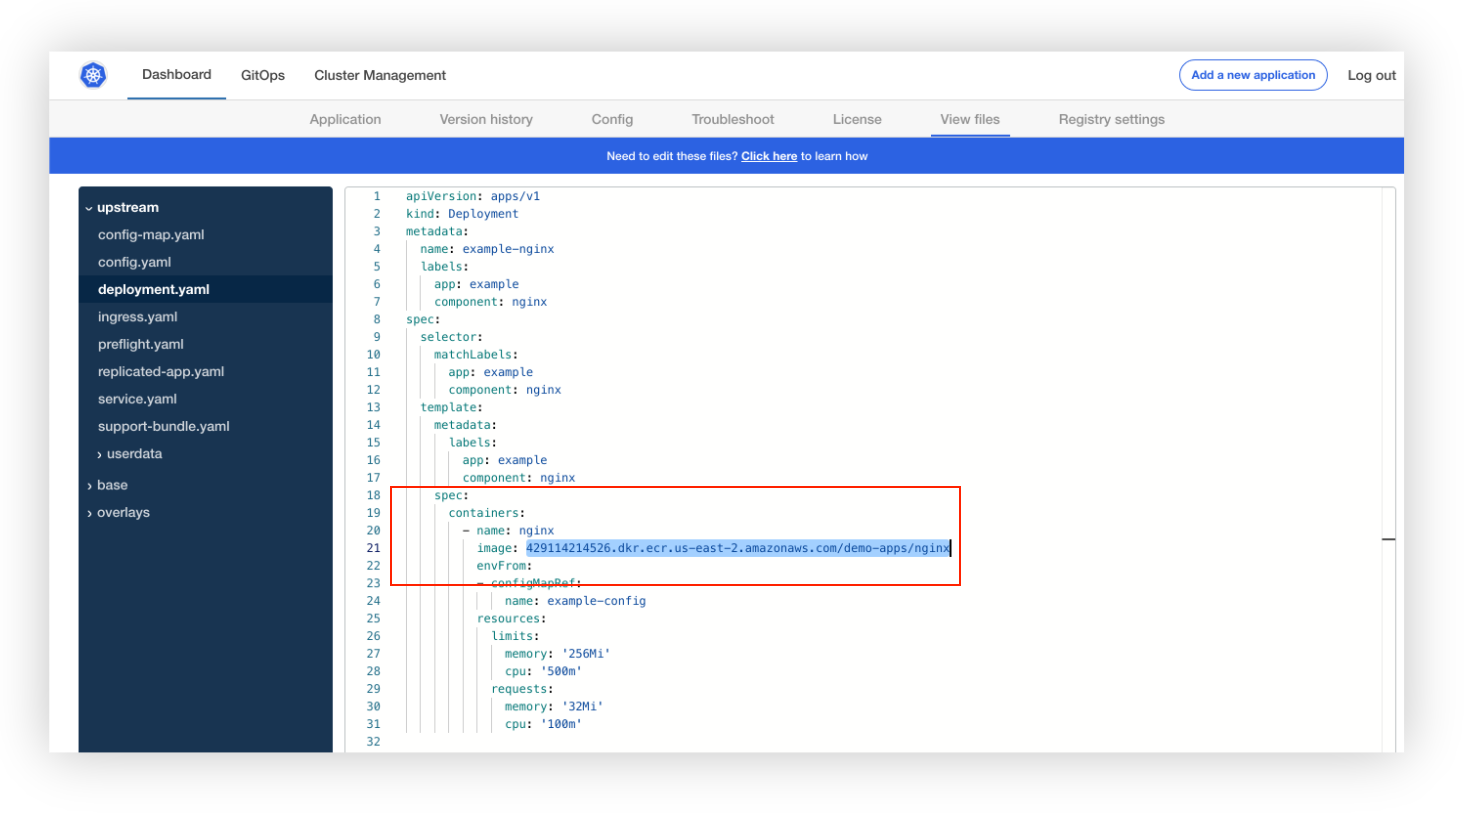 Dashboard GitOps Cluster Management Add a new application Log out
Application Version history Config Troubleshoot License View files Registry settings
Need to edit these files? Click here to learn how
upstream
config-map.yaml
config.yaml
deployment.yaml
ingress.yaml
preflight.yaml
replicated-app.yaml
service.yaml
support-bundle.yaml
userdata
base
overlays
1 apiVersion: apps/v1
2 kind: Deployment
3 metadata:
4   name: example-nginx
5   labels:
6     app: example
7     component: nginx
8 spec:
9   selector:
10     matchLabels:
11       app: example
12       component: nginx
13   template:
14     metadata:
15       labels:
16         app: example
17         component: nginx
18     spec:
19       containers:
20         - name: nginx
21           image: 429114214526.dkr.ecr.us-east-2.amazonaws.com/demo-apps/nginx
22           envFrom:
23           - configMapRef:
24               name: example-config
25           resources:
26             limits:
27               memory: '256Mi'
28               cpu: '500m'
29             requests:
30               memory: '32Mi'
31               cpu: '100m'
32